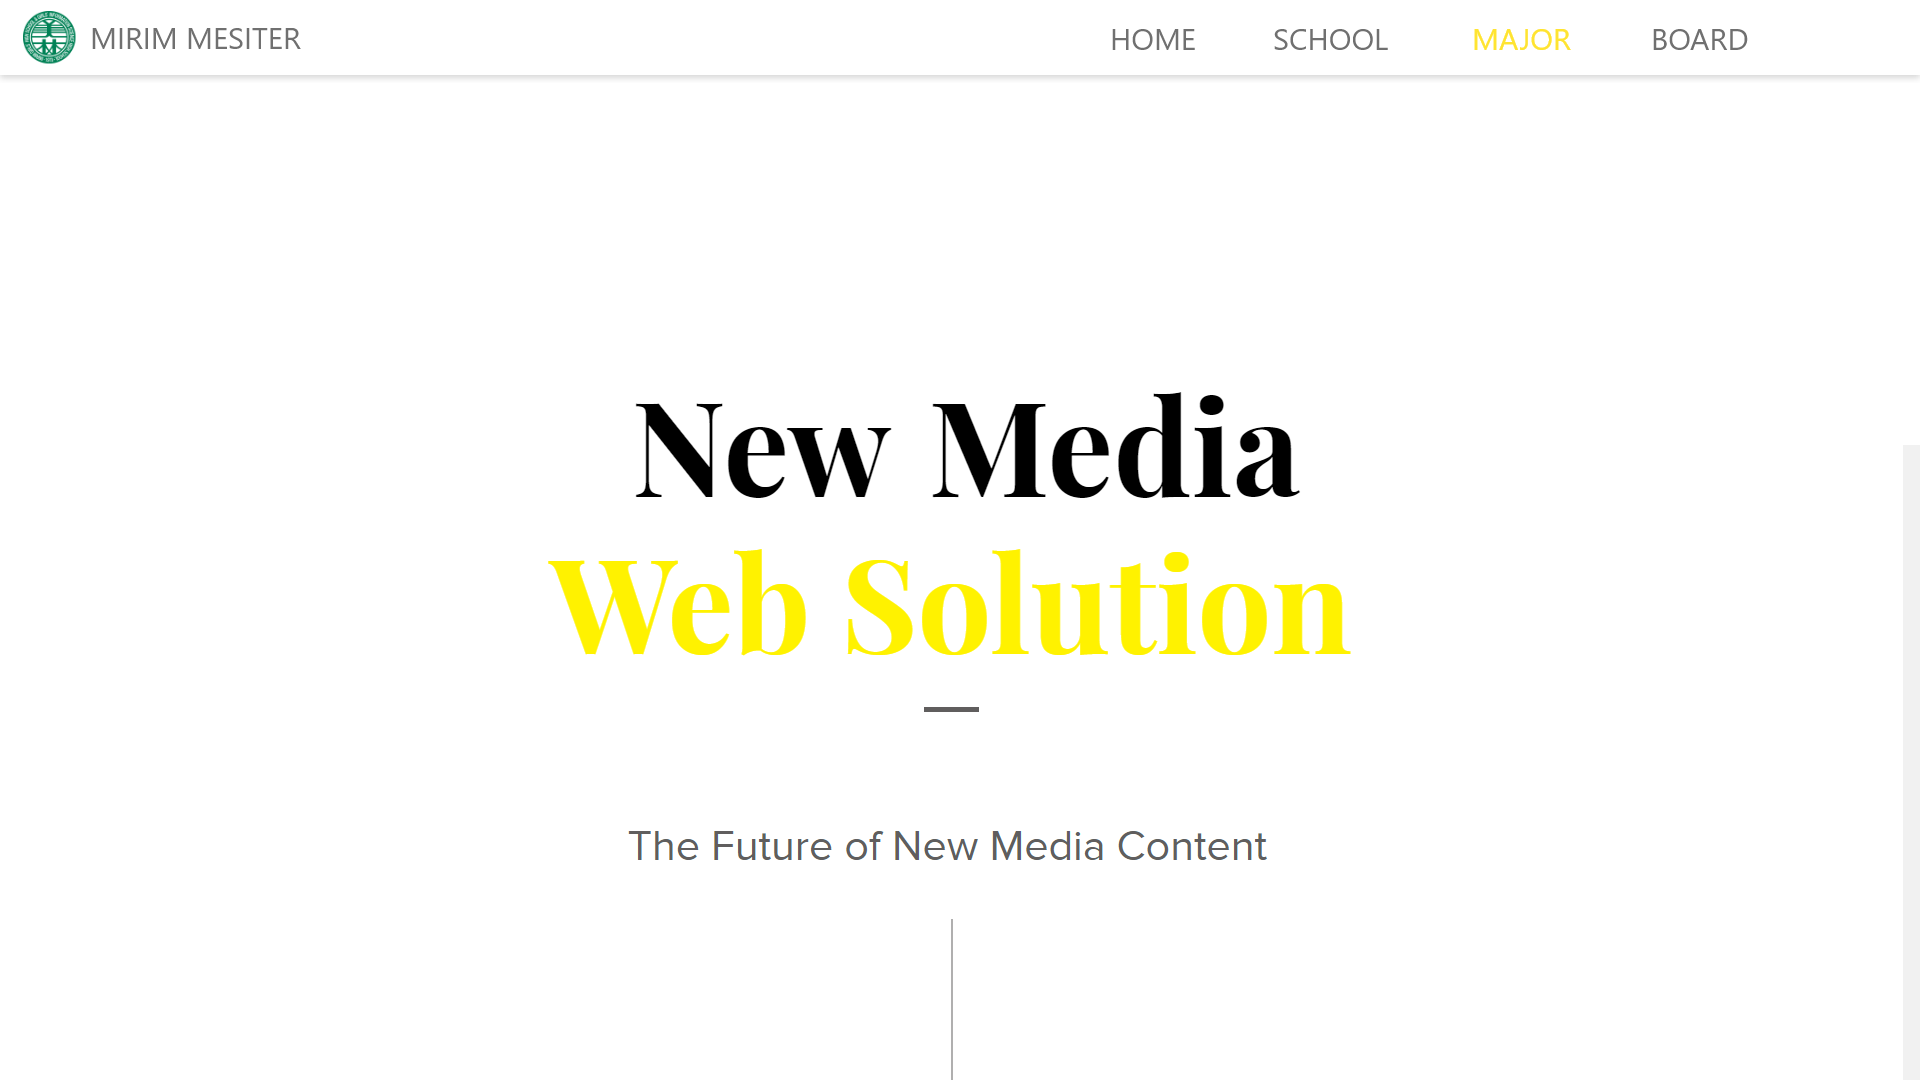 MIRIM MESITER
HOME SCHOOL MAJOR BOARD
New Media
Web Solution
The Future of New Media Content